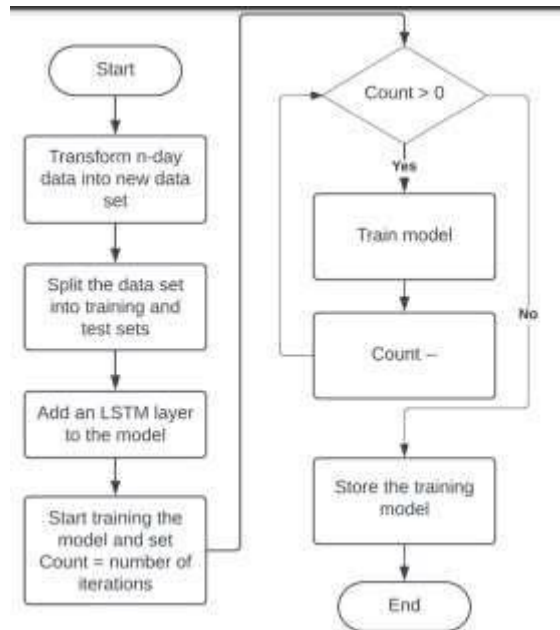 Start
Transform n-day
data into new data
set
Split the data set
into training and
test sets
Add an LSTM layer
to the model
Start training the
model and set
Count = number of
iterations
Count > 0
Yes
Train model
No
Count --
Store the training
model
End